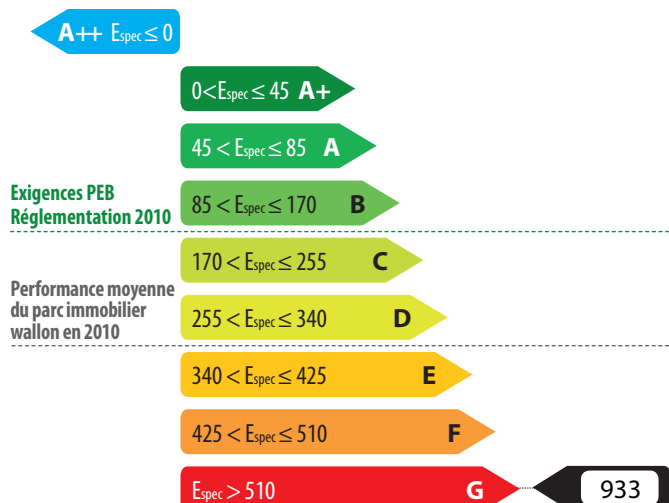 A++ Espec ≤ 0
0<Espec ≤ 45 A+
45 < Espec ≤ 85 A
Exigences PEB
Réglementation 2010
85 < Espec ≤ 170 B
170 < Espec ≤ 255 C
Performance moyenne
du parc immobilier
wallon en 2010
255 < Espec ≤ 340 D
340 < Espec ≤ 425 E
425 < Espec ≤ 510 F
Espec > 510 G 933